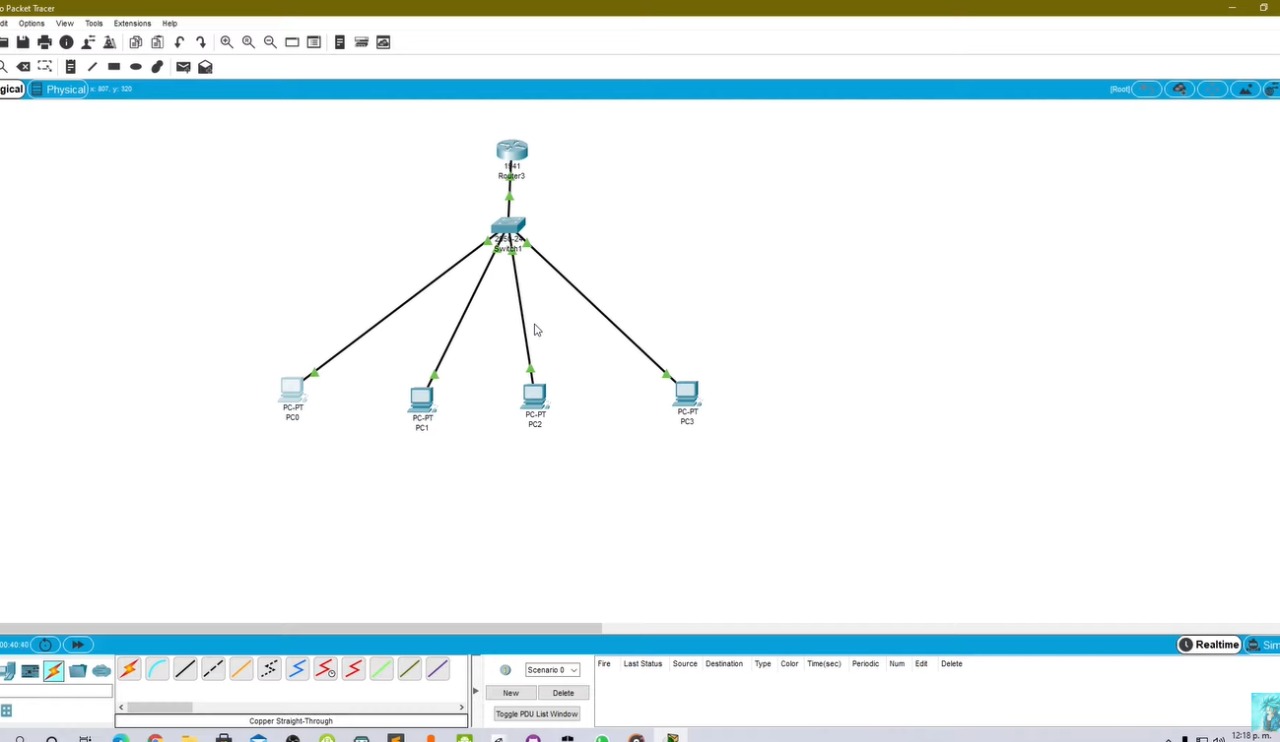 o Packet Tracer
dit Options View Tools Extensions Help
gical Physical x: 807, y: 320 [Root]
1941
Router3
Switch1
PC-PT
PC0
PC-PT
PC1
PC-PT
PC2
PC-PT
PC3
00:40:40 Realtime Sim
Scenario 0
New Delete
Toggle PDU List Window
Fire Last Status Source Destination Type Color Time(sec) Periodic Num Edit Delete
Copper Straight-Through
12:18 p. m.